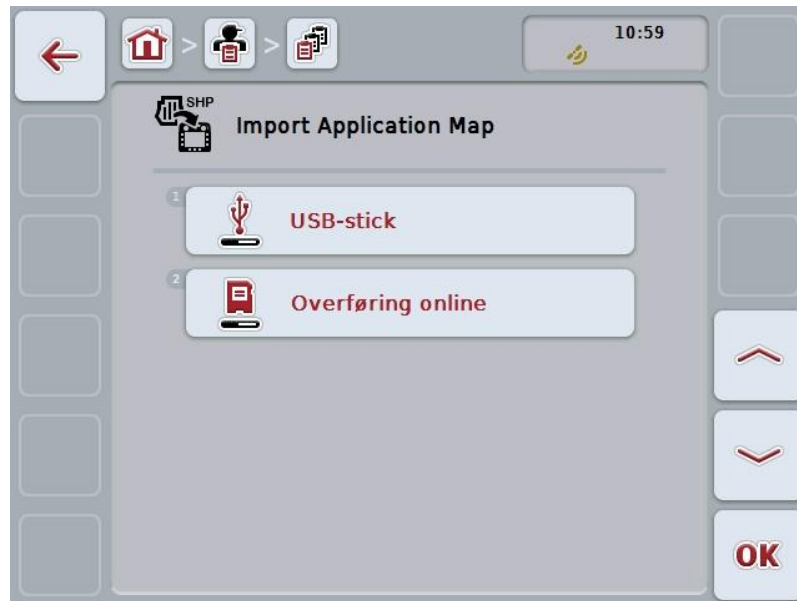 10:59
SHP
Import Application Map
1
USB-stick
2
Overføring online
OK